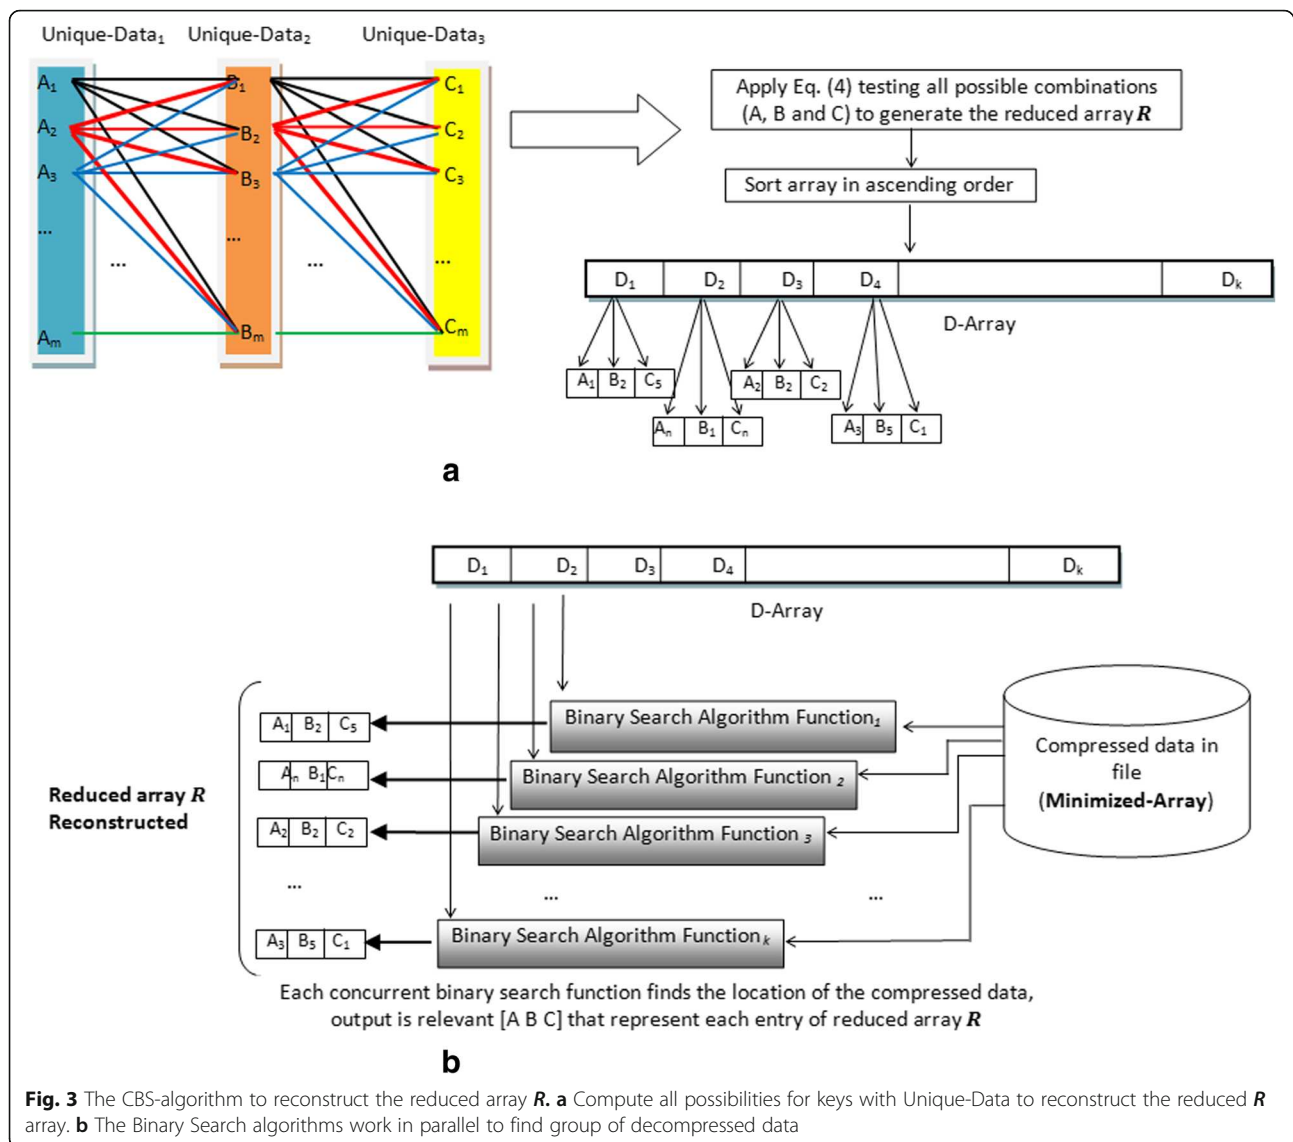 Unique-Data1 Unique-Data2 Unique-Data3
A1 B1 C1
A2 B2 C2
A3 B3 C3
... ... ...
... ...
Am Bm Cm
Apply Eq. (4) testing all possible combinations
(A, B and C) to generate the reduced array R
Sort array in ascending order
D1 D2 D3 D4 Dk
D-Array
A1 B2 C5
A2 B2 C2
An B1 Cn
A3 B5 C1
a
D1 D2 D3 D4 Dk
D-Array
A1 B2 C5
Binary Search Algorithm Function1
An B1 Cn
Binary Search Algorithm Function 2
A2 B2 C2
Binary Search Algorithm Function 3
... ... ...
A3 B5 C1
Binary Search Algorithm Function k
Reduced array R
Reconstructed
Compressed data in
file
(Minimized-Array)
Each concurrent binary search function finds the location of the compressed data,
output is relevant [A B C] that represent each entry of reduced array R
b
Fig. 3 The CBS-algorithm to reconstruct the reduced array R. a Compute all possibilities for keys with Unique-Data to reconstruct the reduced R
array. b The Binary Search algorithms work in parallel to find group of decompressed data